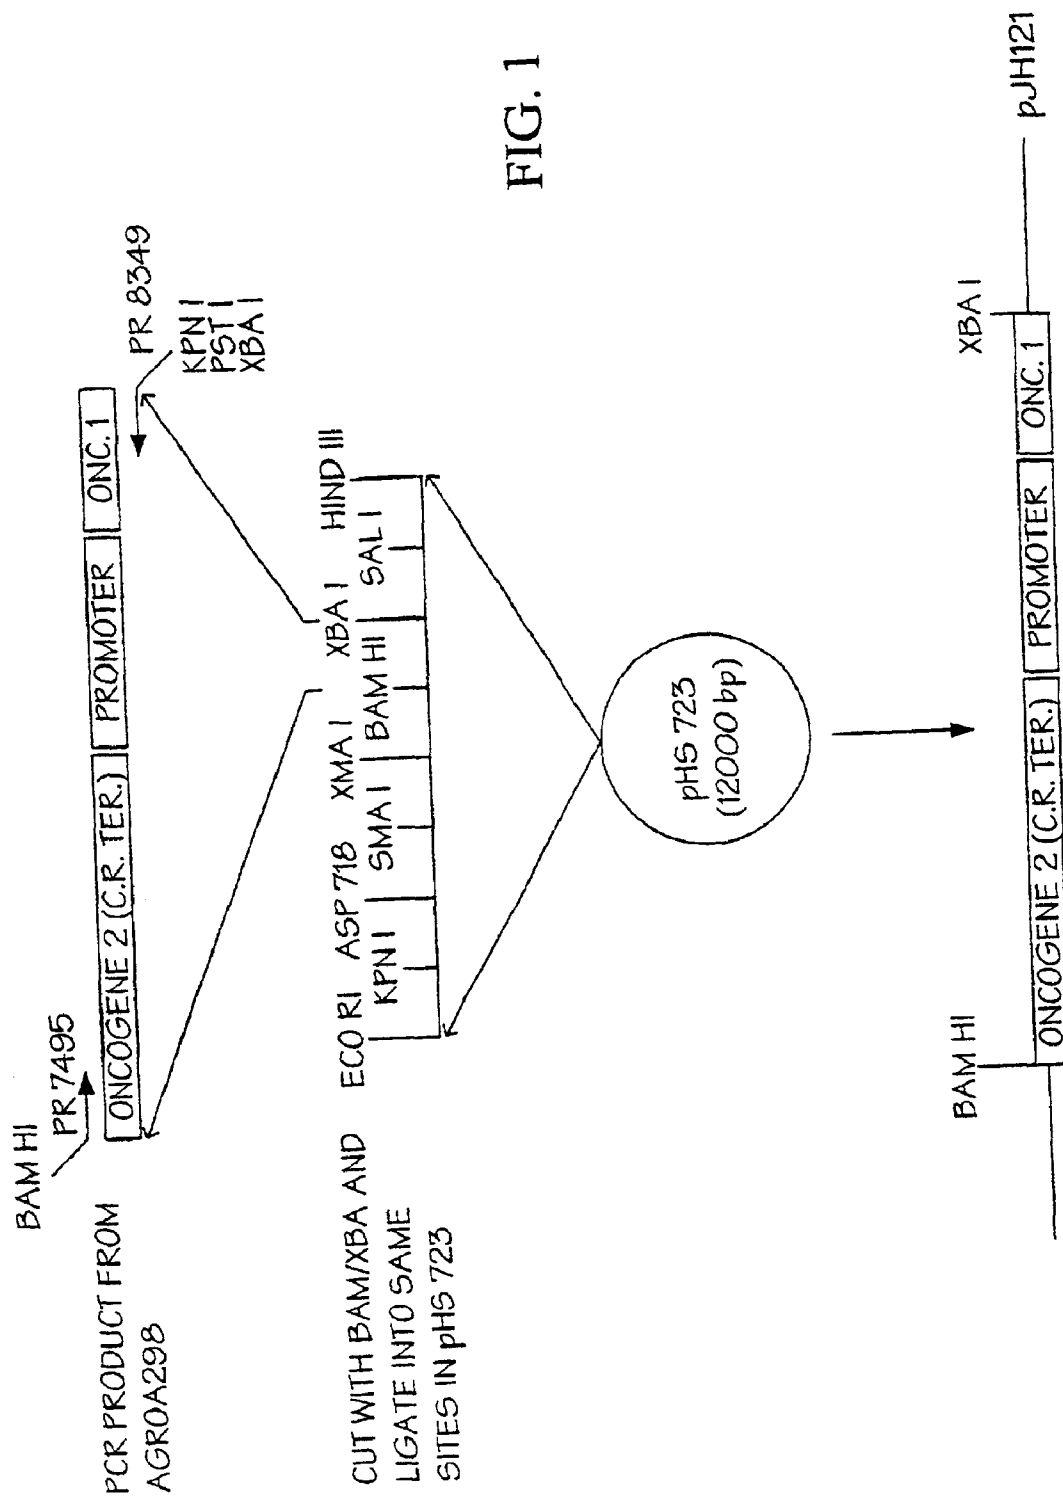 BAM HI
PR 7495
PCR PRODUCT FROM
AGROA298
ONCOGENE 2 (C.R. TER.)
PROMOTER
ONC. 1
PR 8349
KPN I
PST I
XBA I
CUT WITH BAM/XBA AND
LIGATE INTO SAME
SITES IN pHS 723
ECO RI
KPN I
ASP 718
SMA I
XMA I
BAM HI
XBA I
SAL I
HIND III
pHS 723
(12000 bp)
FIG. 1
BAM HI
XBA I
ONCOGENE 2 (C.R. TER.)
PROMOTER
ONC. 1
pJH121